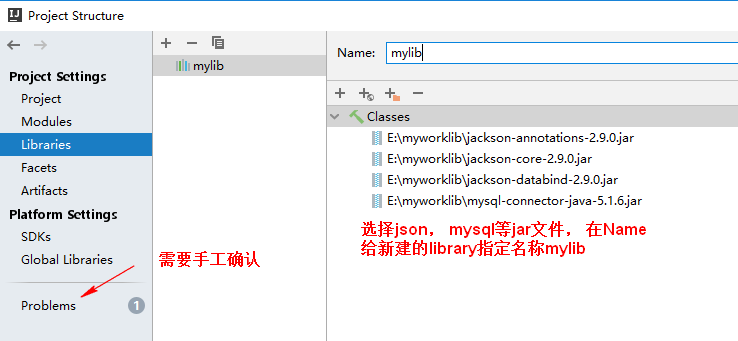 Project Structure
Project Settings
Project
Modules
Libraries
Facets
Artifacts
Platform Settings
SDKs
Global Libraries
Problems
1
需要手工确认
mylib
Name:
mylib
Classes
E:\myworklib\jackson-annotations-2.9.0.jar
E:\myworklib\jackson-core-2.9.0.jar
E:\myworklib\jackson-databind-2.9.0.jar
E:\myworklib\mysql-connector-java-5.1.6.jar
选择json， mysql等jar文件， 在Name
给新建的library指定名称mylib